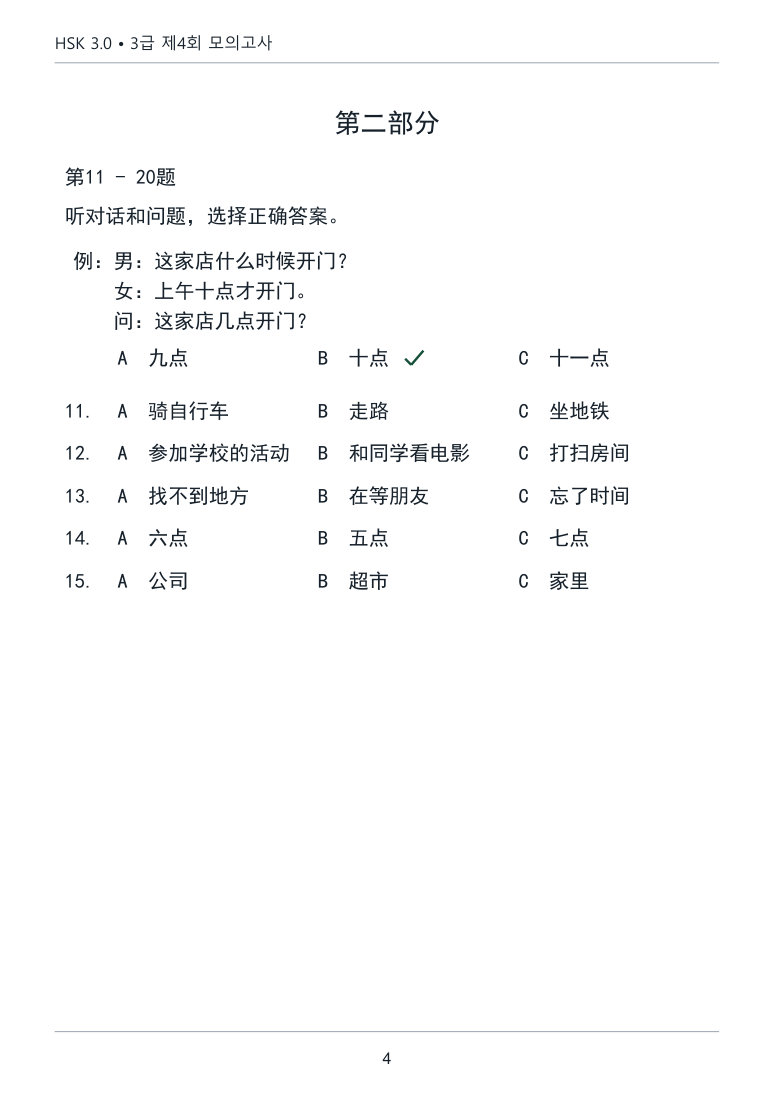 HSK 3.0 • 3급 제4회 모의고사
第二部分
第11 - 20题
听对话和问题，选择正确答案。
例：男：这家店什么时候开门？
女：上午十点才开门。
问：这家店几点开门？
A 九点 B 十点 ✓ C 十一点
11. A 骑自行车 B 走路 C 坐地铁
12. A 参加学校的活动 B 和同学看电影 C 打扫房间
13. A 找不到地方 B 在等朋友 C 忘了时间
14. A 六点 B 五点 C 七点
15. A 公司 B 超市 C 家里
4